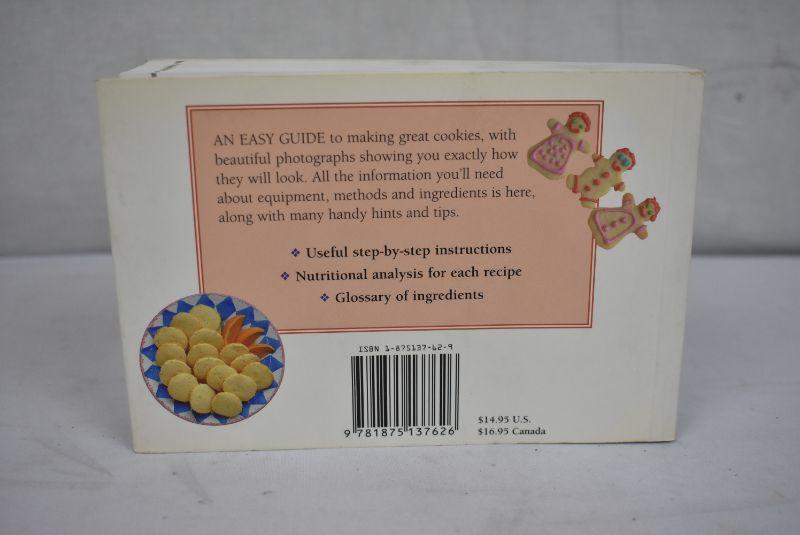 AN EASY GUIDE to making great cookies, with
beautiful photographs showing you exactly how
they will look. All the information you'll need
about equipment, methods and ingredients is here,
along with many handy hints and tips.
❖ Useful step-by-step instructions
❖ Nutritional analysis for each recipe
❖ Glossary of ingredients
ISBN 1-875137-62-9
9 781875 137626
$14.95 U.S.
$16.95 Canada